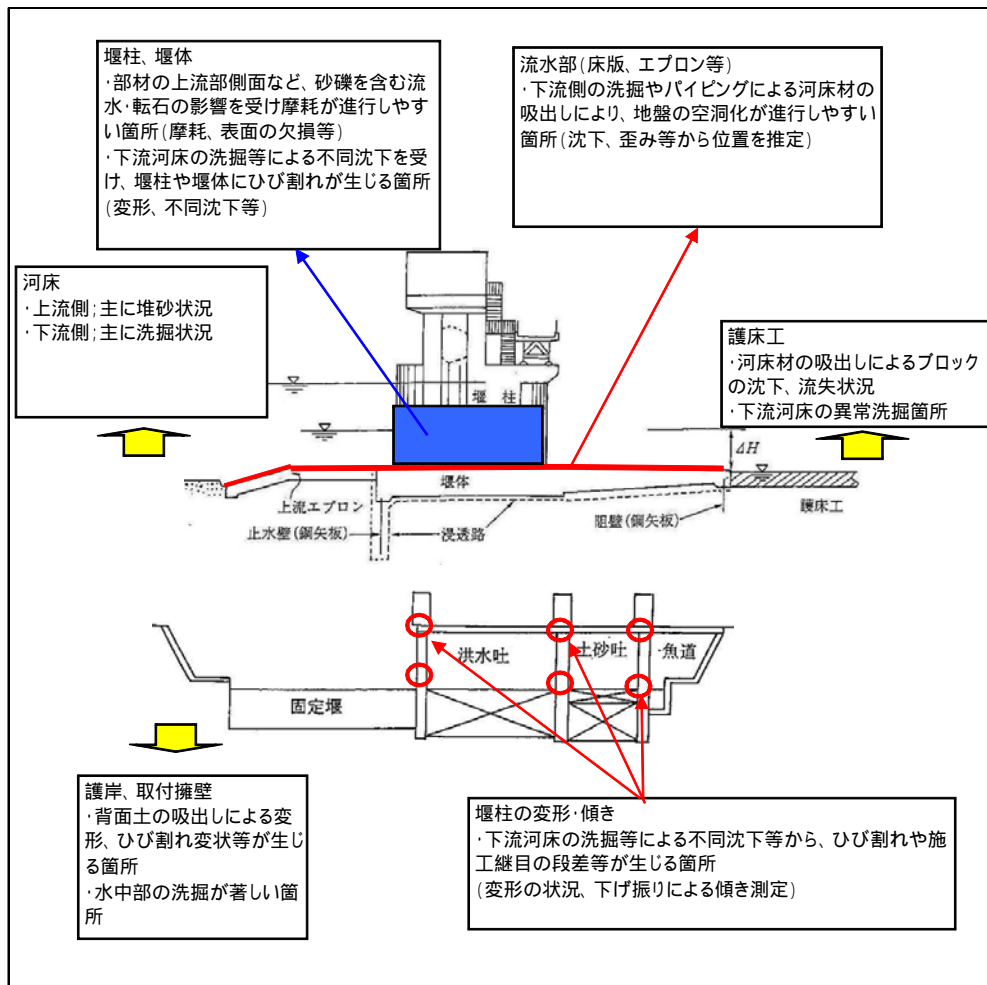 堰柱、堰体
・部材の上流部側面など、砂礫を含む流
水・転石の影響を受け摩耗が進行しやす
い箇所(摩耗、表面の欠損等)
・下流河床の洗掘等による不同沈下を受
け、堰柱や堰体にひび割れが生じる箇所
(変形、不同沈下等)
流水部(床版、エプロン等)
・下流側の洗掘やパイピングによる河床材の
吸出しにより、地盤の空洞化が進行しやすい
箇所(沈下、歪み等から位置を推定)
河床
・上流側;主に堆砂状況
・下流側;主に洗掘状況
護床工
・河床材の吸出しによるブロック
の沈下、流失状況
・下流河床の異常洗掘箇所
堰 柱
ΔH
堰体
上流エプロン
止水壁(鋼矢板)
浸透路
阻壁(鋼矢板)
護床工
洪水吐
土砂吐
魚道
固定堰
護岸、取付擁壁
・背面土の吸出しによる変
形、ひび割れ変状等が生じ
る箇所
・水中部の洗掘が著しい箇
所
堰柱の変形・傾き
・下流河床の洗掘等による不同沈下等から、ひび割れや施
工継目の段差等が生じる箇所
(変形の状況、下げ振りによる傾き測定)